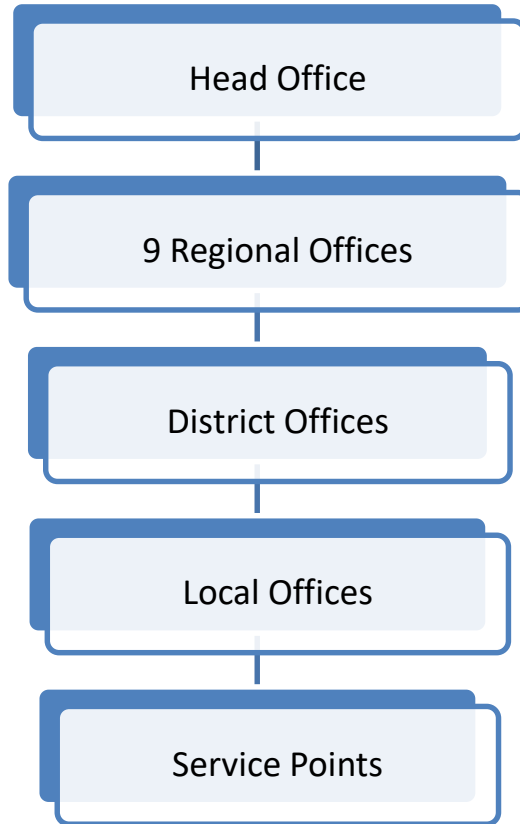 Head Office
9 Regional Offices
District Offices
Local Offices
Service Points